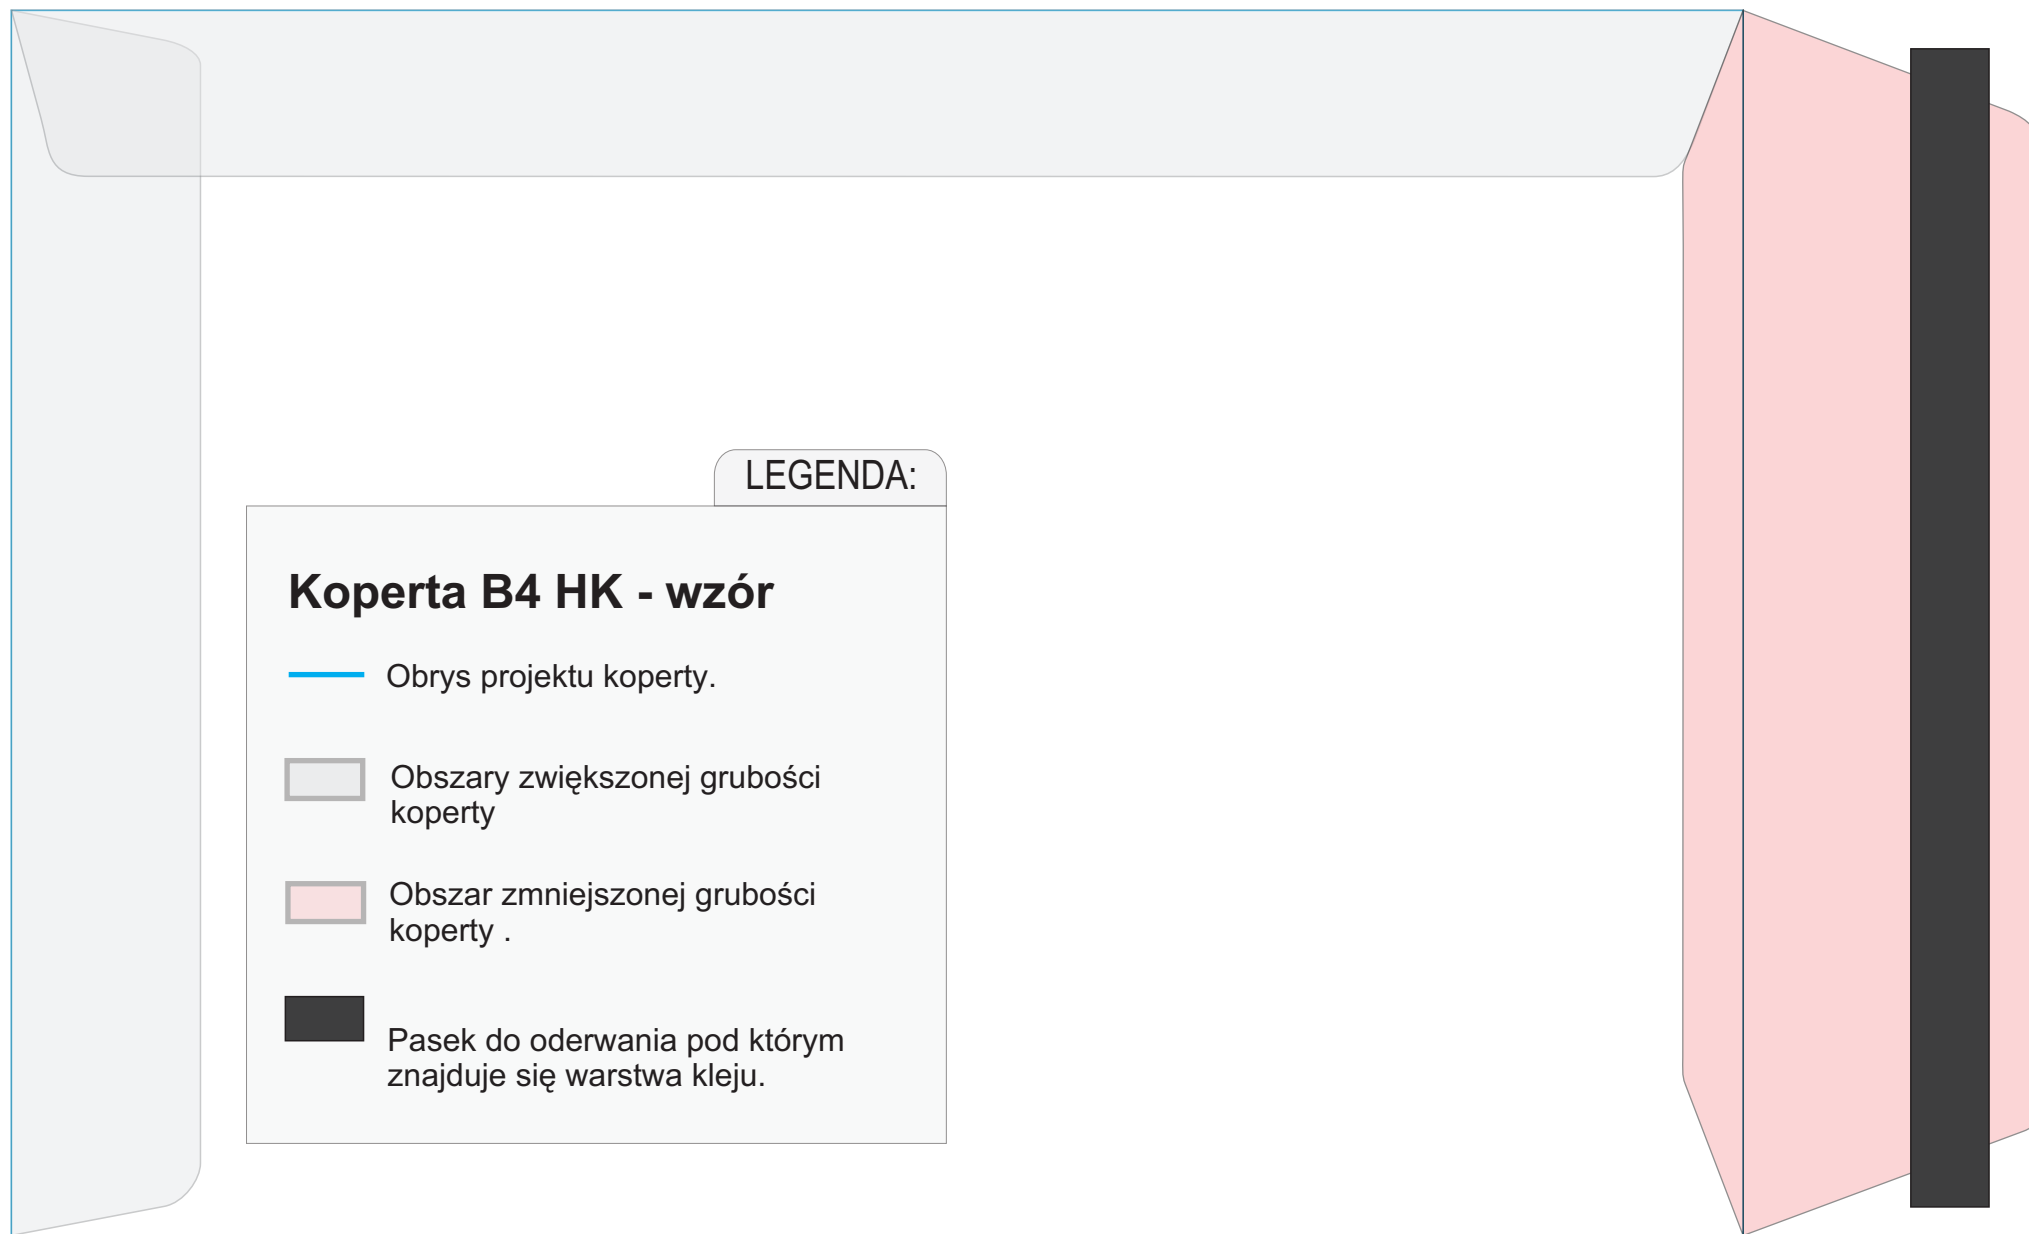 LEGENDA:
Koperta B4 HK - wzór
Obrys projektu koperty.
Obszary zwiększonej grubości
koperty
Obszar zmniejszonej grubości
koperty .
Pasek do oderwania pod którym
znajduje się warstwa kleju.